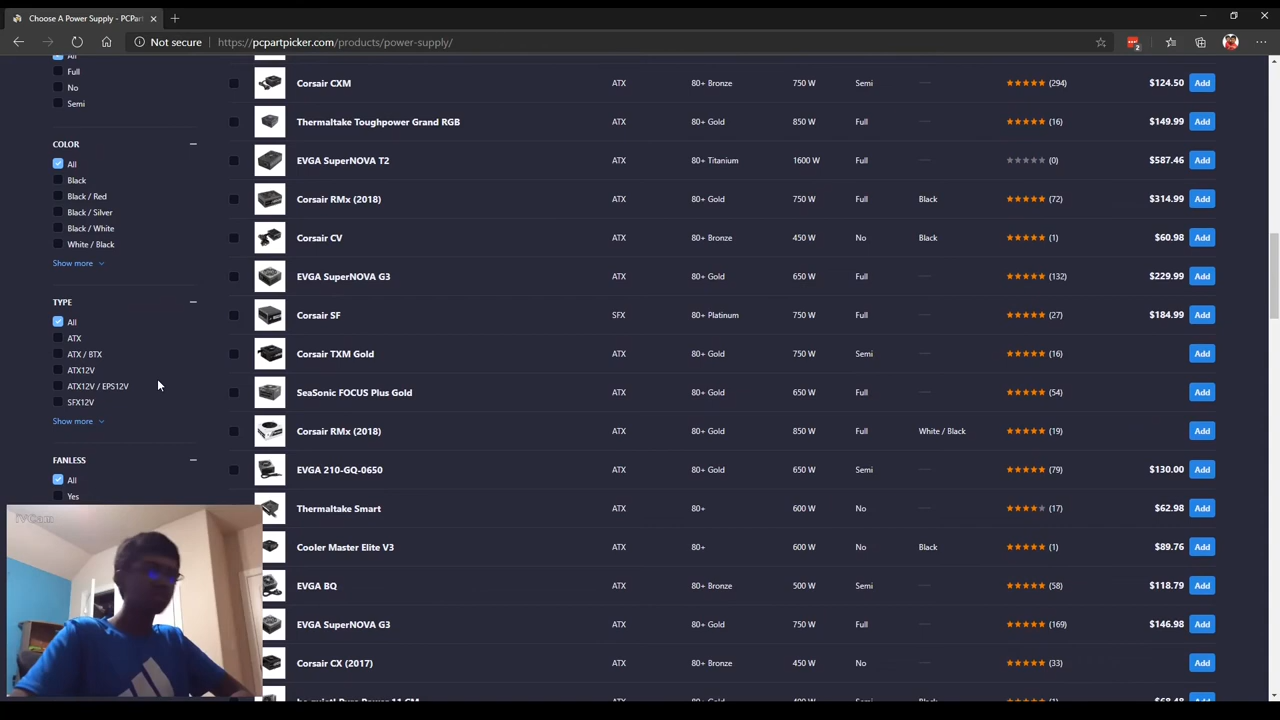 Choose A Power Supply - PCPart
Not secure https://pcpartpicker.com/products/power-supply/
2
All
Full
No
Semi
COLOR
All
Black
Black / Red
Black / Silver
Black / White
White / Black
Show more
TYPE
All
ATX
ATX / BTX
ATX12V
ATX12V / EPS12V
SFX12V
Show more
FANLESS
All
Yes
iVCam
Corsair CXM ATX 80+ Bronze 750 W Semi (294) $124.50 Add
Thermaltake Toughpower Grand RGB ATX 80+ Gold 850 W Full (16) $149.99 Add
EVGA SuperNOVA T2 ATX 80+ Titanium 1600 W Full (0) $587.46 Add
Corsair RMx (2018) ATX 80+ Gold 750 W Full Black (72) $314.99 Add
Corsair CV ATX 80+ Bronze 450 W No Black (1) $60.98 Add
EVGA SuperNOVA G3 ATX 80+ Gold 650 W Full (132) $229.99 Add
Corsair SF SFX 80+ Platinum 750 W Full (27) $184.99 Add
Corsair TXM Gold ATX 80+ Gold 750 W Semi (16) Add
SeaSonic FOCUS Plus Gold ATX 80+ Gold 750 W Full (54) Add
Corsair RMx (2018) ATX 80+ Gold 850 W Full White / Black (19) Add
EVGA 210-GQ-0650 ATX 80+ Gold 650 W Semi (79) $130.00 Add
Thermaltake Smart ATX 80+ 600 W No (17) $62.98 Add
Cooler Master Elite V3 ATX 80+ 600 W No Black (1) $89.76 Add
EVGA BQ ATX 80+ Bronze 500 W Semi (58) $118.79 Add
EVGA SuperNOVA G3 ATX 80+ Gold 750 W Full (169) $146.98 Add
Corsair CX (2017) ATX 80+ Bronze 450 W No (33) Add